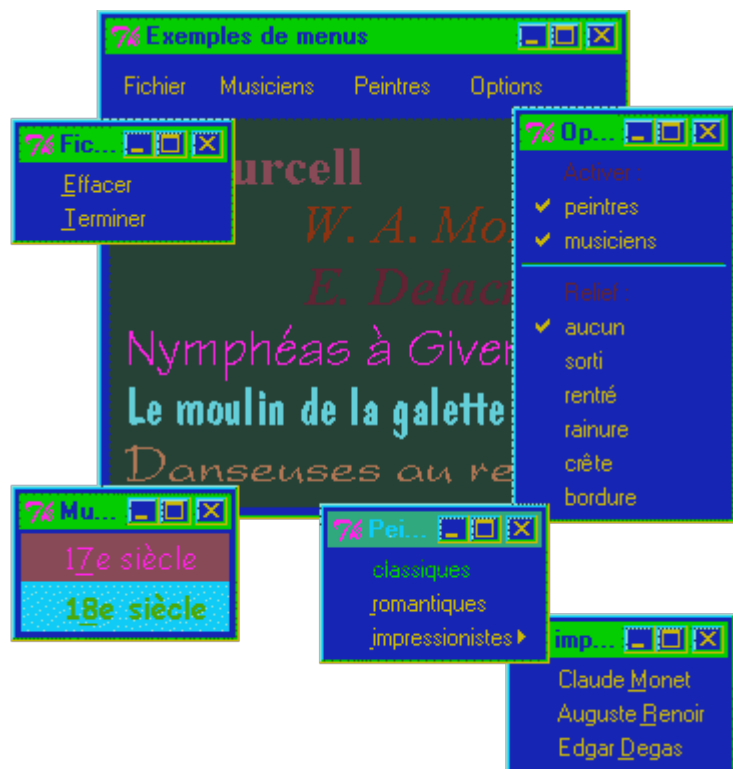 Exemples de menus
Fichier Musiciens Peintres Options
Fic...
Effacer
Terminer
Op...
Activer :
peintres
musiciens
Relief :
aucun
sorti
rentré
rainure
crête
bordure
urcell
W. A. Mo
E. Delac
Nymphéas à Giver
Le moulin de la galette
Danseuses au re
Mu...
17e siècle
18e siècle
Pei...
classiques
romantiques
impressionistes
imp...
Claude Monet
Auguste Renoir
Edgar Degas